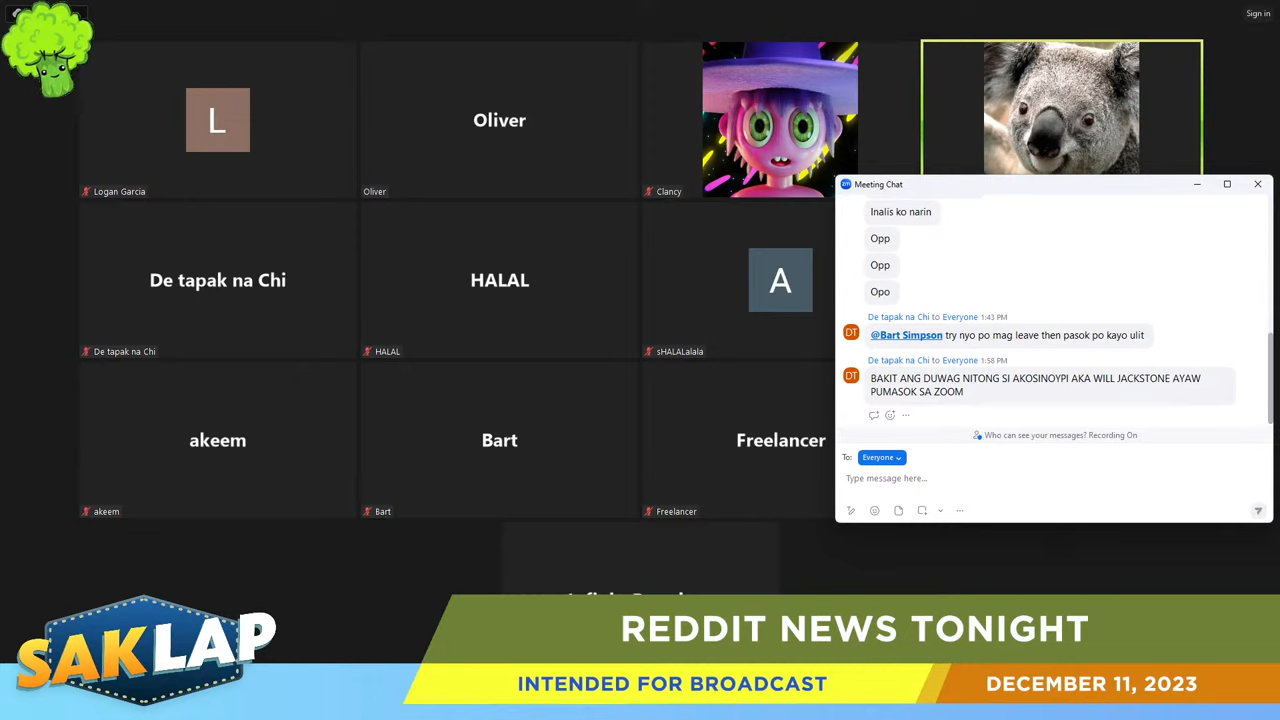 Sign in
L
Logan Garcia
Oliver
Oliver
Clancy
De tapak na Chi
De tapak na Chi
HALAL
HALAL
A
sHALALalala
akeem
akeem
Bart
Bart
Freelancer
Freelancer
zm Meeting Chat
Inalis ko narin
Opp
Opp
Opo
De tapak na Chi to Everyone 1:43 PM
DT
@Bart Simpson try nyo po mag leave then pasok po kayo ulit
De tapak na Chi to Everyone 1:58 PM
DT
BAKIT ANG DUWAG NITONG SI AKOSINOYPI AKA WILL JACKSTONE AYAW
PUMASOK SA ZOOM
Who can see your messages? Recording On
To: Everyone
Type message here...
SAKLAP
REDDIT NEWS TONIGHT
INTENDED FOR BROADCAST
DECEMBER 11, 2023